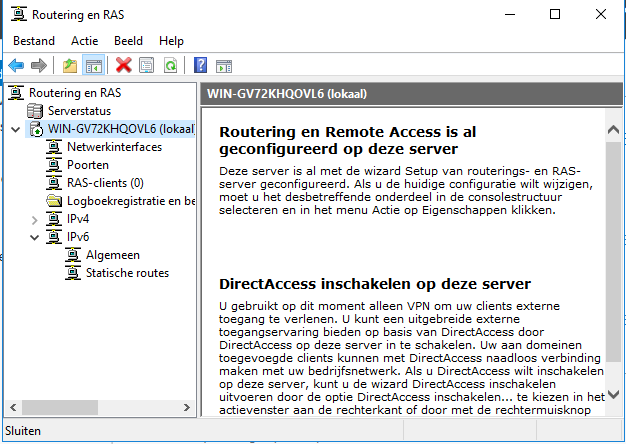 Routering en RAS
Bestand Actie Beeld Help
Routering en RAS
Serverstatus
WIN-GV72KHQOVL6 (lokaal)
Netwerkinterfaces
Poorten
RAS-clients (0)
Logboekregistratie en be
IPv4
IPv6
Algemeen
Statische routes
WIN-GV72KHQOVL6 (lokaal)
Routering en Remote Access is al
geconfigureerd op deze server
Deze server is al met de wizard Setup van routerings- en RAS-
server geconfigureerd. Als u de huidige configuratie wilt wijzigen,
moet u het desbetreffende onderdeel in de consolestructuur
selecteren en in het menu Actie op Eigenschappen klikken.
DirectAccess inschakelen op deze server
U gebruikt op dit moment alleen VPN om uw clients externe
toegang te verlenen. U kunt een uitgebreide externe
toegangservaring bieden op basis van DirectAccess door
DirectAccess op deze server in te schakelen. Uw aan domeinen
toegevoegde clients kunnen met DirectAccess naadloos verbinding
maken met uw bedrijfsnetwerk. Als u DirectAccess wilt inschakelen
op deze server, kunt u de wizard DirectAccess inschakelen
uitvoeren door de optie DirectAccess inschakelen... te kiezen in het
actievenster aan de rechterkant of door met de rechtermuisknop
Sluiten